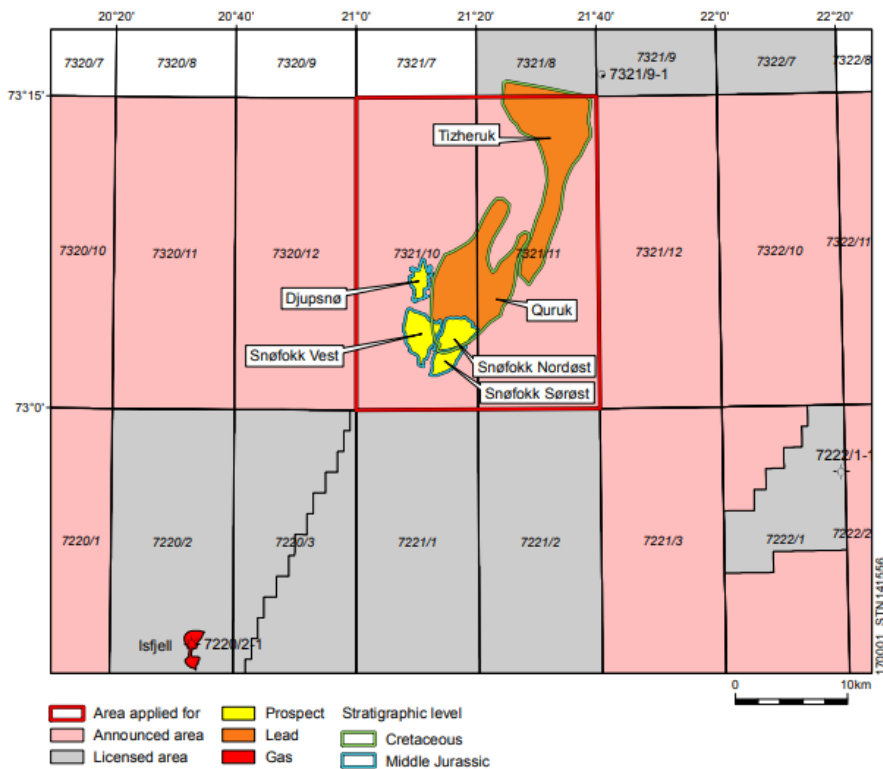 20°20' 20°40' 21°0' 21°20' 21°40' 22°0' 22°20'
7320/7 7320/8 7320/9 7321/7 7321/8 7321/9 7322/7 7322/8
7321/9-1
73°15'
Tizheruk
7320/10 7320/11 7320/12 7321/10 7321/11 7321/12 7322/10 7322/11
Djupsnø
Quruk
Snøfokk Vest
Snøfokk Nordøst
Snøfokk Sørøst
73°0'
7222/1-1
7220/1 7220/2 7220/3 7221/1 7221/2 7221/3 7222/1 7222/2
Isfjell 7220/2-1
170001_STN141556
0 10km
Area applied for Prospect Stratigraphic level
Announced area Lead Cretaceous
Licensed area Gas Middle Jurassic